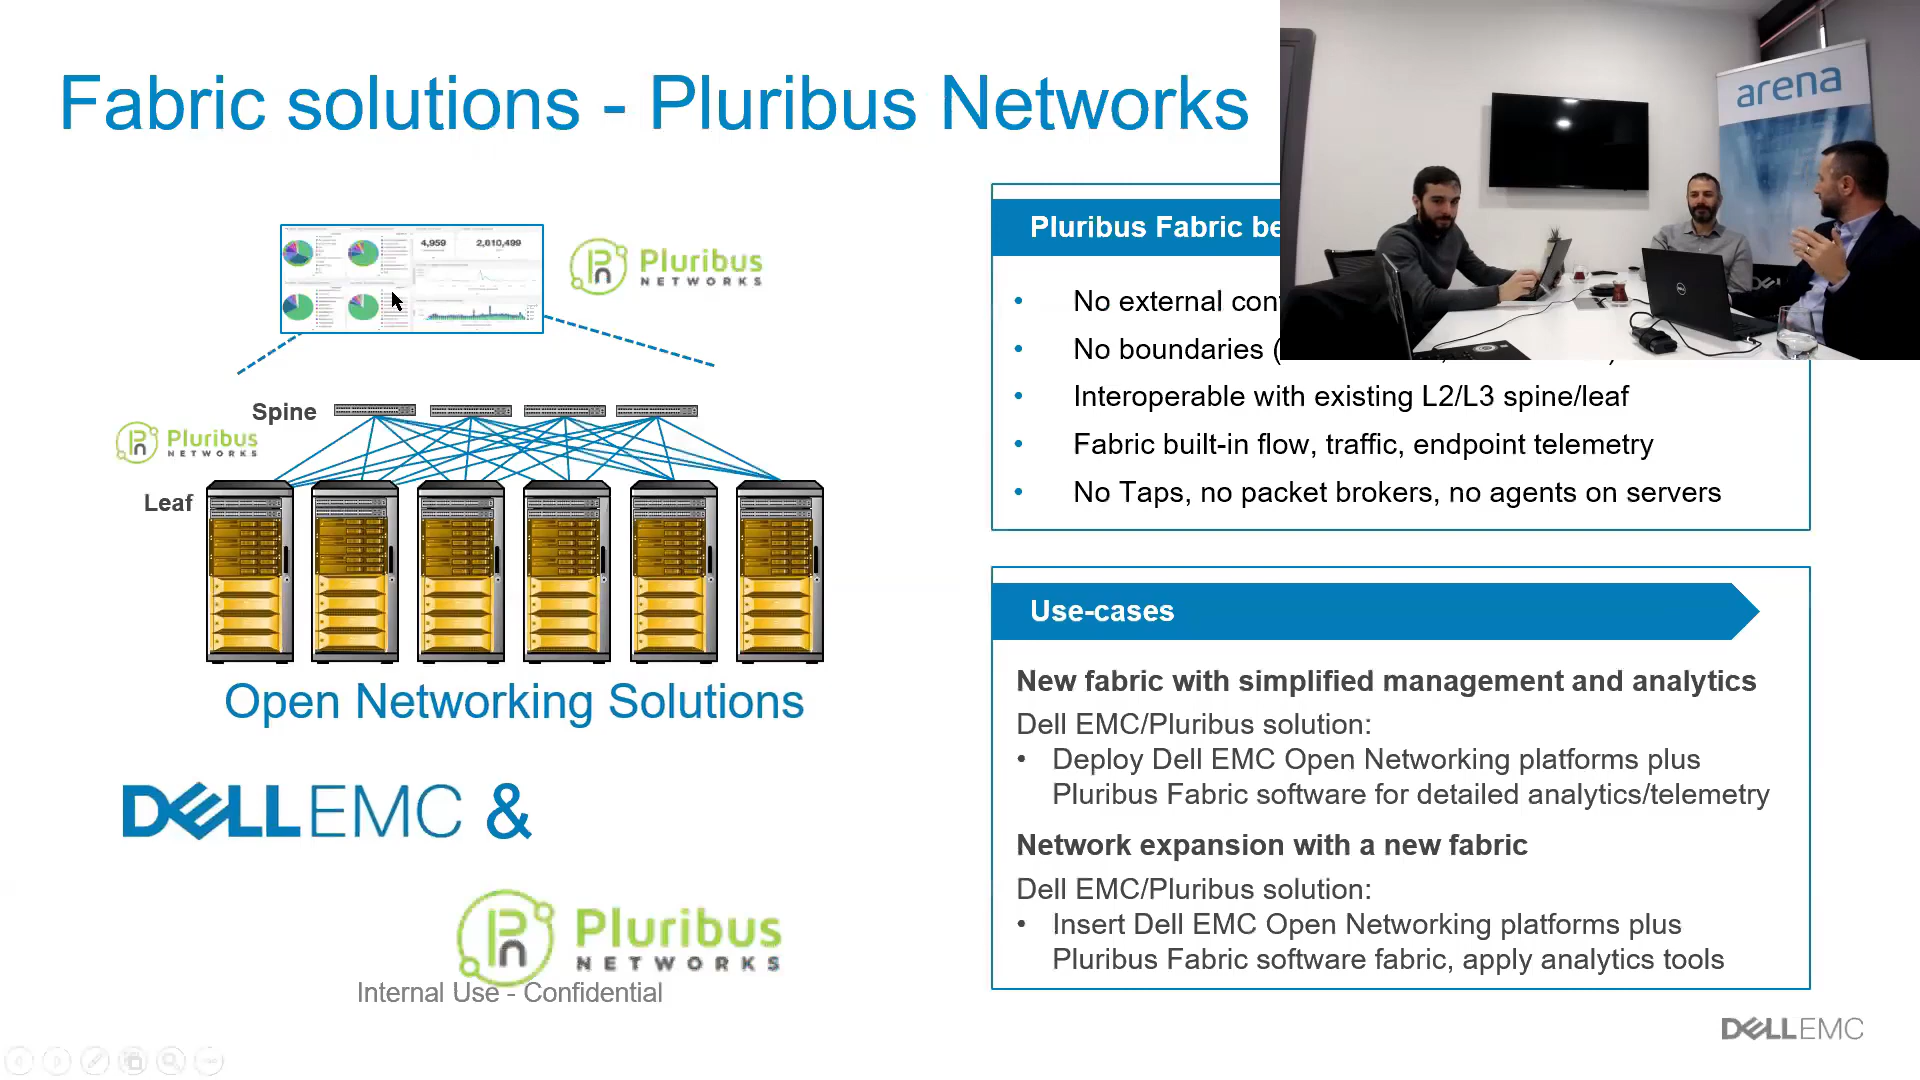 Fabric solutions - Pluribus Networks
arena
4,959
2,610,499
Pluribus
NETWORKS
Pluribus Fabric be
• No external con
• No boundaries (
• Interoperable with existing L2/L3 spine/leaf
• Fabric built-in flow, traffic, endpoint telemetry
• No Taps, no packet brokers, no agents on servers
Spine
Pluribus
NETWORKS
Leaf
Open Networking Solutions
DELLEMC &
Pluribus
NETWORKS
Internal Use - Confidential
Use-cases
New fabric with simplified management and analytics
Dell EMC/Pluribus solution:
• Deploy Dell EMC Open Networking platforms plus
Pluribus Fabric software for detailed analytics/telemetry
Network expansion with a new fabric
Dell EMC/Pluribus solution:
• Insert Dell EMC Open Networking platforms plus
Pluribus Fabric software fabric, apply analytics tools
DELLEMC